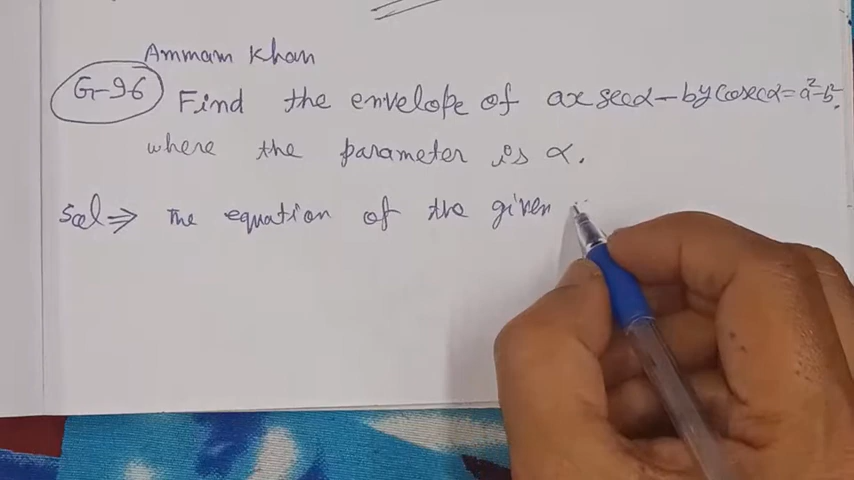 Ammam Khan
G-96 Find the envelope of ax secα - by Cosecα = a² - b².
where the parameter is α.
Sol ⇒ The equation of the given